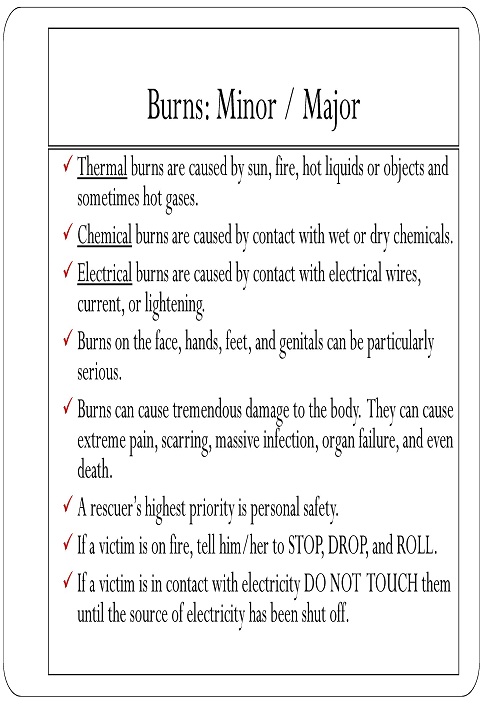 Burns: Minor / Major
✓ Thermal burns are caused by sun, fire, hot liquids or objects and
sometimes hot gases.
✓ Chemical burns are caused by contact with wet or dry chemicals.
✓ Electrical burns are caused by contact with electrical wires,
current, or lightening.
✓ Burns on the face, hands, feet, and genitals can be particularly
serious.
✓ Burns can cause tremendous damage to the body. They can cause
extreme pain, scarring, massive infection, organ failure, and even
death.
✓ A rescuer's highest priority is personal safety.
✓ If a victim is on fire, tell him/her to STOP, DROP, and ROLL.
✓ If a victim is in contact with electricity DO NOT TOUCH them
until the source of electricity has been shut off.